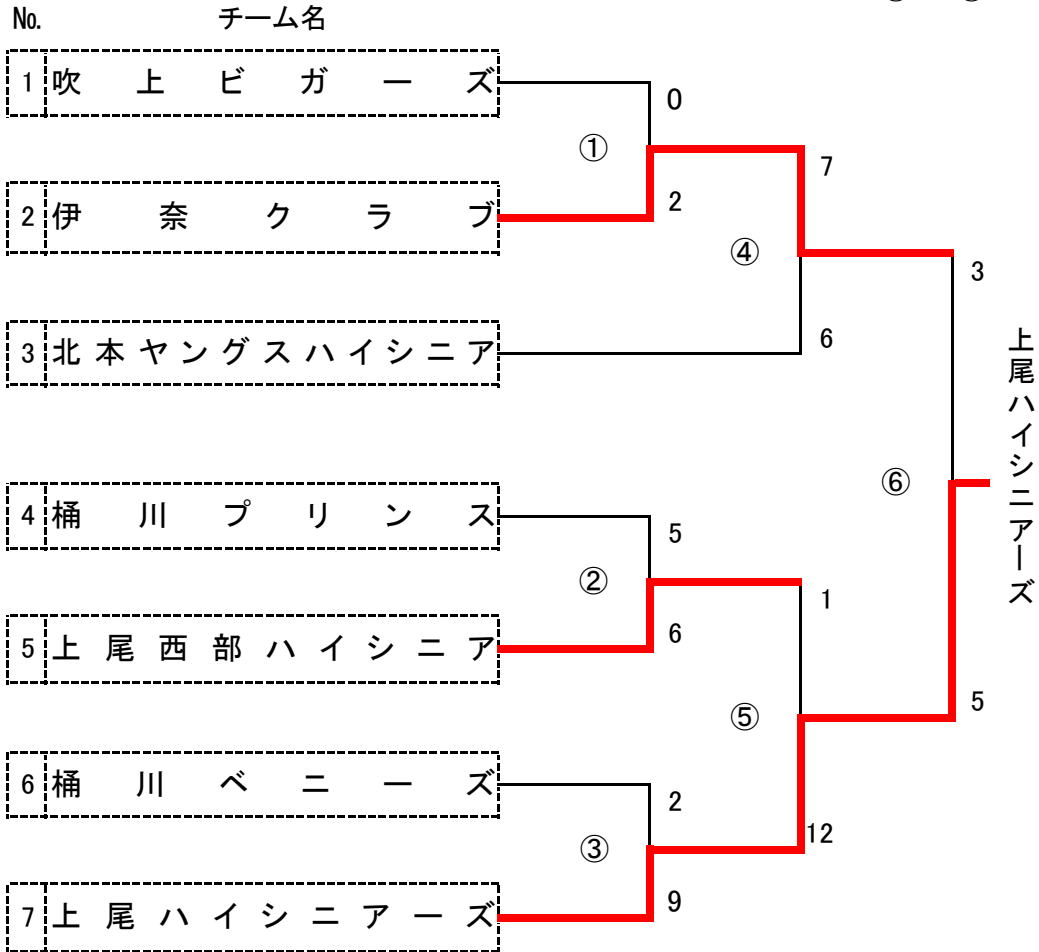 No. チーム名
1 吹上ビガーズ
0
①
7
2 伊奈クラブ
2
④
3
3 北本ヤングスハイシニア
6
上尾ハイシニアーズ
⑥
4 桶川プリンス
5
②
1
5 上尾西部ハイシニア
6
⑤
5
6 桶川ベニーズ
2
③
12
7 上尾ハイシニアーズ
9